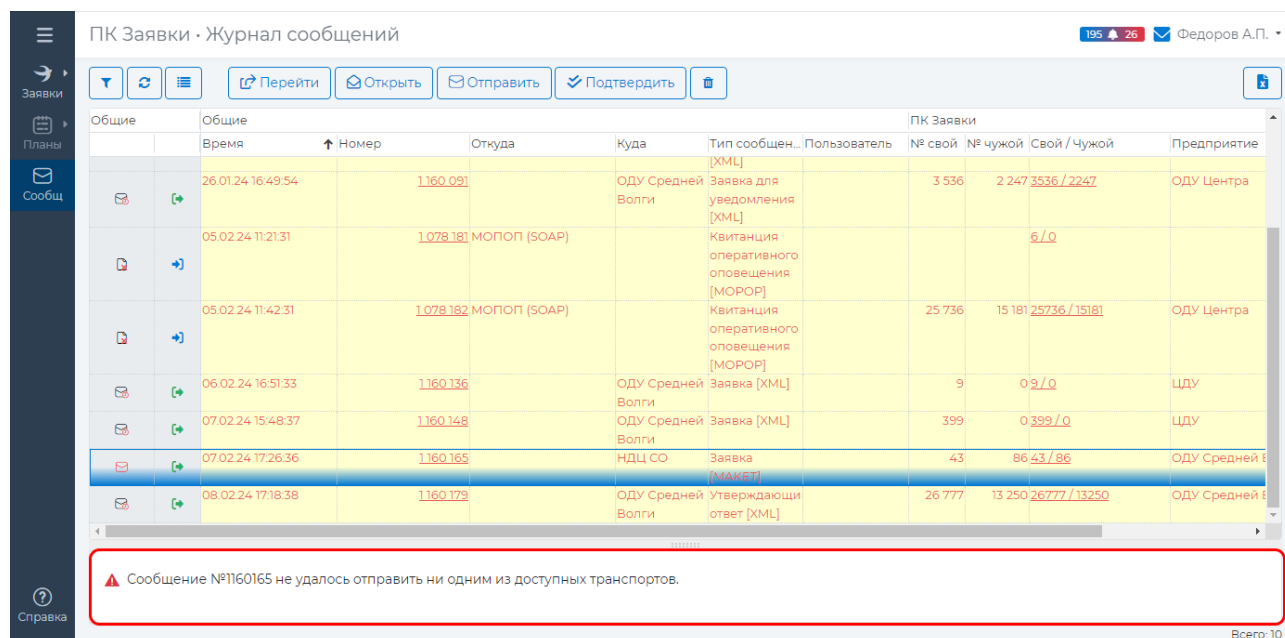 ПК Заявки • Журнал сообщений
195 26 Федоров А.П.
Заявки
Планы
Сообщ
Справка
Перейти Открыть Отправить Подтвердить
Общие Общие ПК Заявки
Время Номер Откуда Куда Тип сообщен... Пользователь № свой № чужой Свой / Чужой Предприятие
[XML]
26.01.24 16:49:54 1 160 091 ОДУ Средней Заявка для 3 536 2 247 3536 / 2247 ОДУ Центра
Волги уведомления
[XML]
05.02.24 11:21:31 1 078 181 МОПОП (SOAP) Квитанция 6 / 0
оперативного
оповещения
[MOPOP]
05.02.24 11:42:31 1 078 182 МОПОП (SOAP) Квитанция 25 736 15 181 25736 / 15181 ОДУ Центра
оперативного
оповещения
[MOPOP]
06.02.24 16:51:33 1 160 136 ОДУ Средней Заявка [XML] 9 0 9 / 0 ЦДУ
Волги
07.02.24 15:48:37 1 160 148 ОДУ Средней Заявка [XML] 399 0 399 / 0 ЦДУ
Волги
07.02.24 17:26:36 1 160 165 НДЦ СО Заявка 43 86 43 / 86 ОДУ Средней
[МАКЕТ]
08.02.24 17:18:38 1 160 179 ОДУ Средней Утверждающи 26 777 13 250 26777 / 13250 ОДУ Средней
Волги ответ [XML]
Сообщение №1160165 не удалось отправить ни одним из доступных транспортов.
Всего: 10